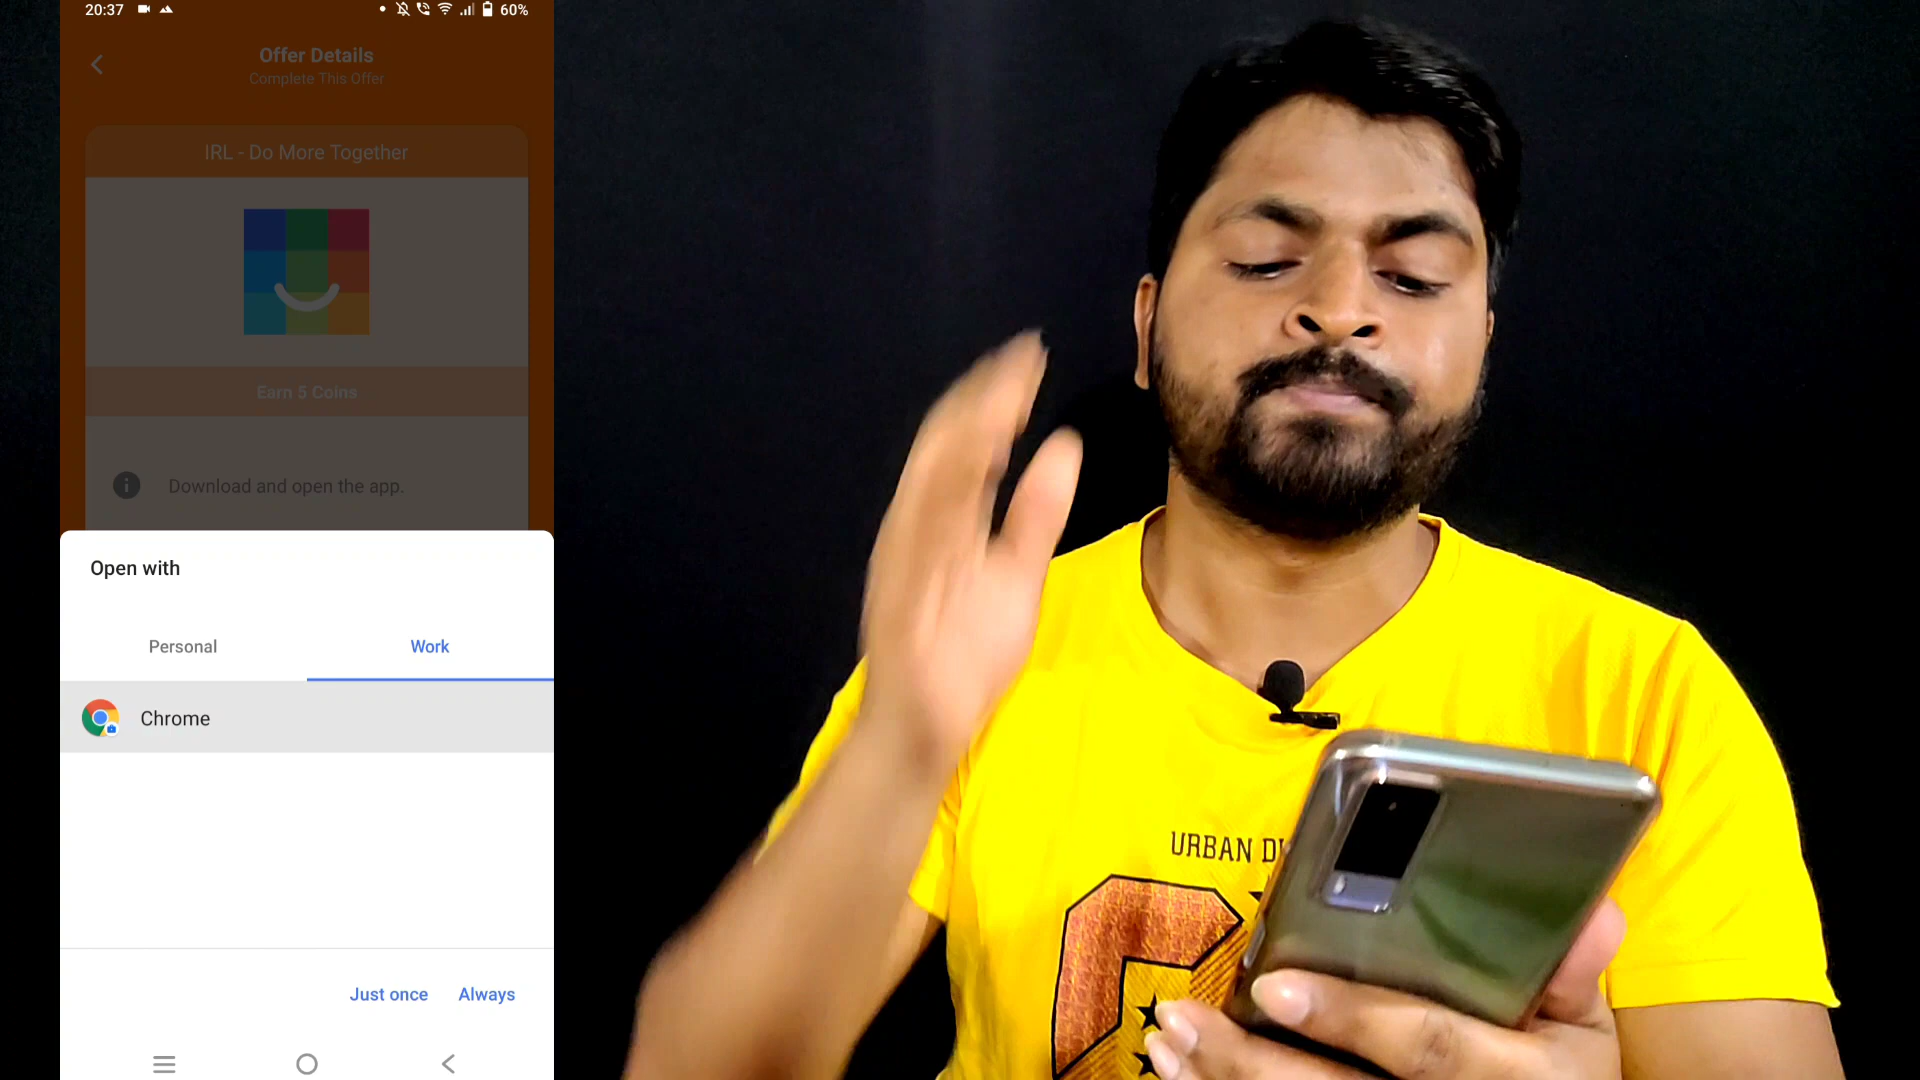 20:37
60%
Offer Details
Complete This Offer
IRL - Do More Together
Earn 5 Coins
Download and open the app.
Open with
Personal Work
Chrome
Just once Always
URBAN